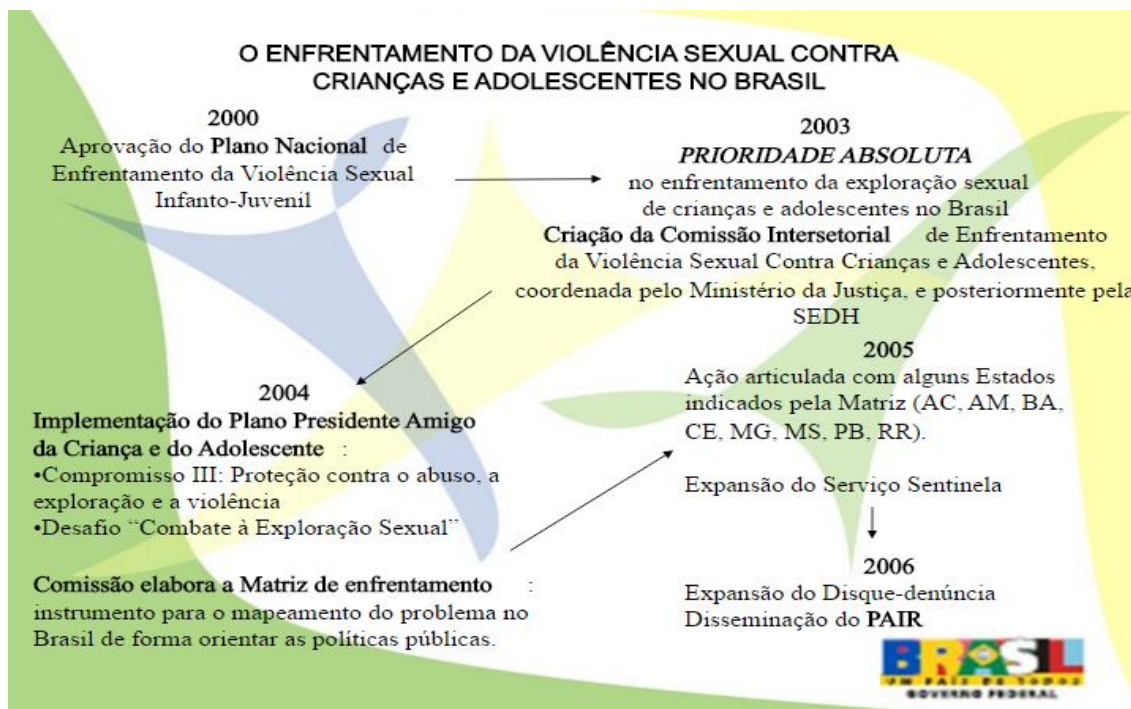 O ENFRENTAMENTO DA VIOLÊNCIA SEXUAL CONTRA
CRIANÇAS E ADOLESCENTES NO BRASIL
2000
Aprovação do Plano Nacional de
Enfrentamento da Violência Sexual
Infanto-Juvenil
2003
PRIORIDADE ABSOLUTA
no enfrentamento da exploração sexual
de crianças e adolescentes no Brasil
Criação da Comissão Intersetorial de Enfrentamento
da Violência Sexual Contra Crianças e Adolescentes,
coordenada pelo Ministério da Justiça, e posteriormente pela
SEDH
2004
Implementação do Plano Presidente Amigo
da Criança e do Adolescente :
•Compromisso III: Proteção contra o abuso, a
exploração e a violência
•Desafio “Combate à Exploração Sexual”
Comissão elabora a Matriz de enfrentamento :
instrumento para o mapeamento do problema no
Brasil de forma orientar as políticas públicas.
2005
Ação articulada com alguns Estados
indicados pela Matriz (AC, AM, BA,
CE, MG, MS, PB, RR).
Expansão do Serviço Sentinela
2006
Expansão do Disque-denúncia
Disseminação do PAIR
BRASIL
UM PAÍS DE TODOS
GOVERNO FEDERAL